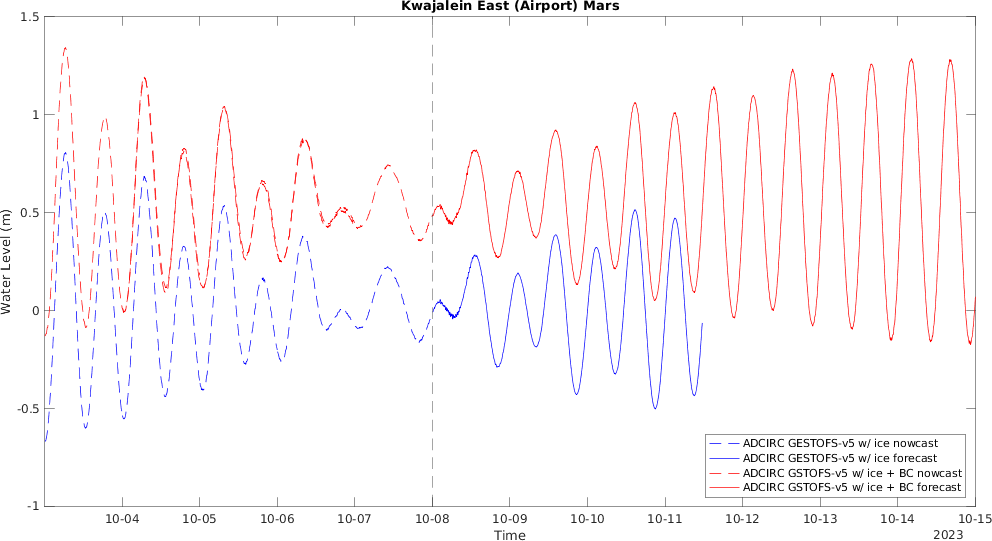 Kwajalein East (Airport) Mars
1.5
1
0.5
0
-0.5
-1
Water Level (m)
10-04 10-05 10-06 10-07 10-08 10-09 10-10 10-11 10-12 10-13 10-14 10-15
Time
2023
ADCIRC GESTOFS-v5 w/ ice nowcast
ADCIRC GESTOFS-v5 w/ ice forecast
ADCIRC GSTOFS-v5 w/ ice + BC nowcast
ADCIRC GSTOFS-v5 w/ ice + BC forecast